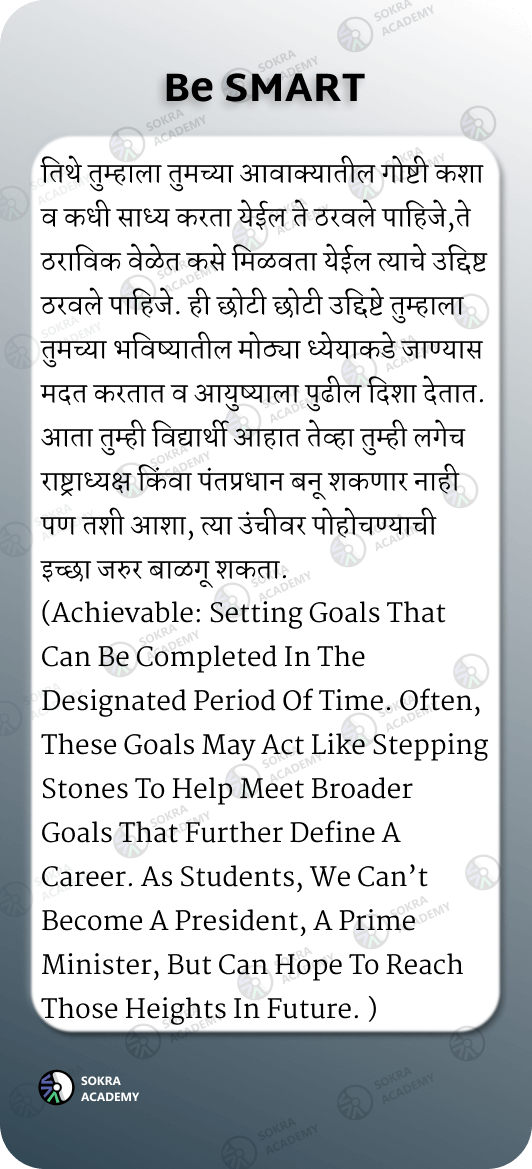 Be SMART
तिथे तुम्हाला तुमच्या आवाक्यातील गोष्टी कशा
व कधी साध्य करता येईल ते ठरवले पाहिजे,ते
ठराविक वेळेत कसे मिळवता येईल त्याचे उद्दिष्ट
ठरवले पाहिजे. ही छोटी छोटी उद्दिष्टे तुम्हाला
तुमच्या भविष्यातील मोठ्या ध्येयाकडे जाण्यास
मदत करतात व आयुष्याला पुढील दिशा देतात.
आता तुम्ही विद्यार्थी आहात तेव्हा तुम्ही लगेच
राष्ट्राध्यक्ष किंवा पंतप्रधान बनू शकणार नाही
पण तशी आशा, त्या उंचीवर पोहोचण्याची
इच्छा जरुर बाळगू शकता.
(Achievable: Setting Goals That
Can Be Completed In The
Designated Period Of Time. Often,
These Goals May Act Like Stepping
Stones To Help Meet Broader
Goals That Further Define A
Career. As Students, We Can’t
Become A President, A Prime
Minister, But Can Hope To Reach
Those Heights In Future. )
SOKRA
ACADEMY